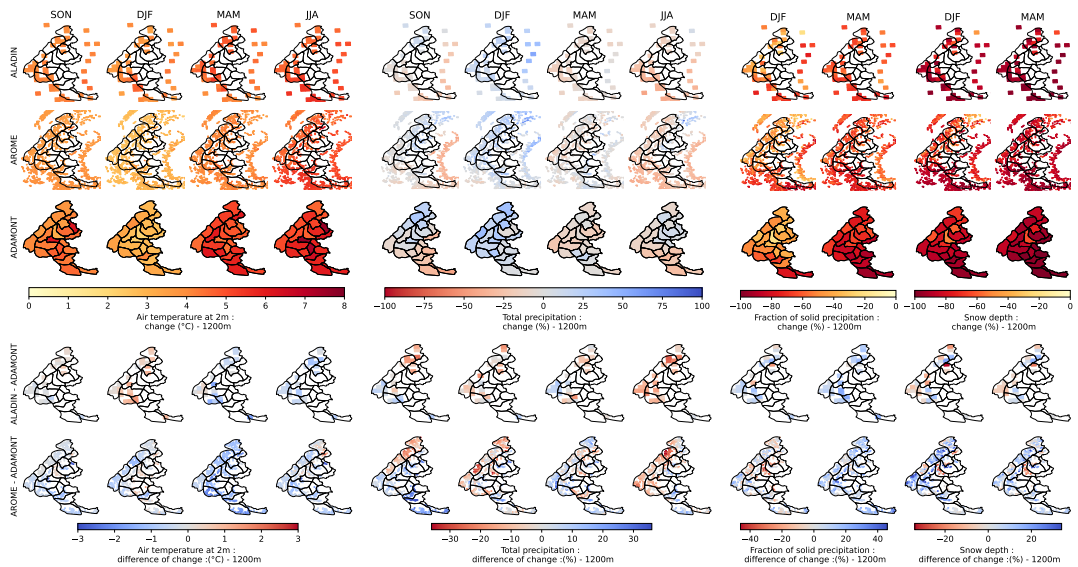 SON DJF MAM JJA SON DJF MAM JJA DJF MAM DJF MAM
ALADIN
AROME
ADAMONT
0 1 2 3 4 5 6 7 8
Air temperature at 2m :
change (°C) - 1200m
−100 −75 −50 −25 0 25 50 75 100
Total precipitation :
change (%) - 1200m
−100 −80 −60 −40 −20 0
Fraction of solid precipitation :
change (%) - 1200m
−100 −80 −60 −40 −20 0
Snow depth :
change (%) - 1200m
ALADIN - ADAMONT
AROME - ADAMONT
−3 −2 −1 0 1 2 3
Air temperature at 2m :
difference of change :(°C) - 1200m
−30 −20 −10 0 10 20 30
Total precipitation :
difference of change :(%) - 1200m
−40 −20 0 20 40
Fraction of solid precipitation :
difference of change :(%) - 1200m
−20 0 20
Snow depth :
difference of change :(%) - 1200m